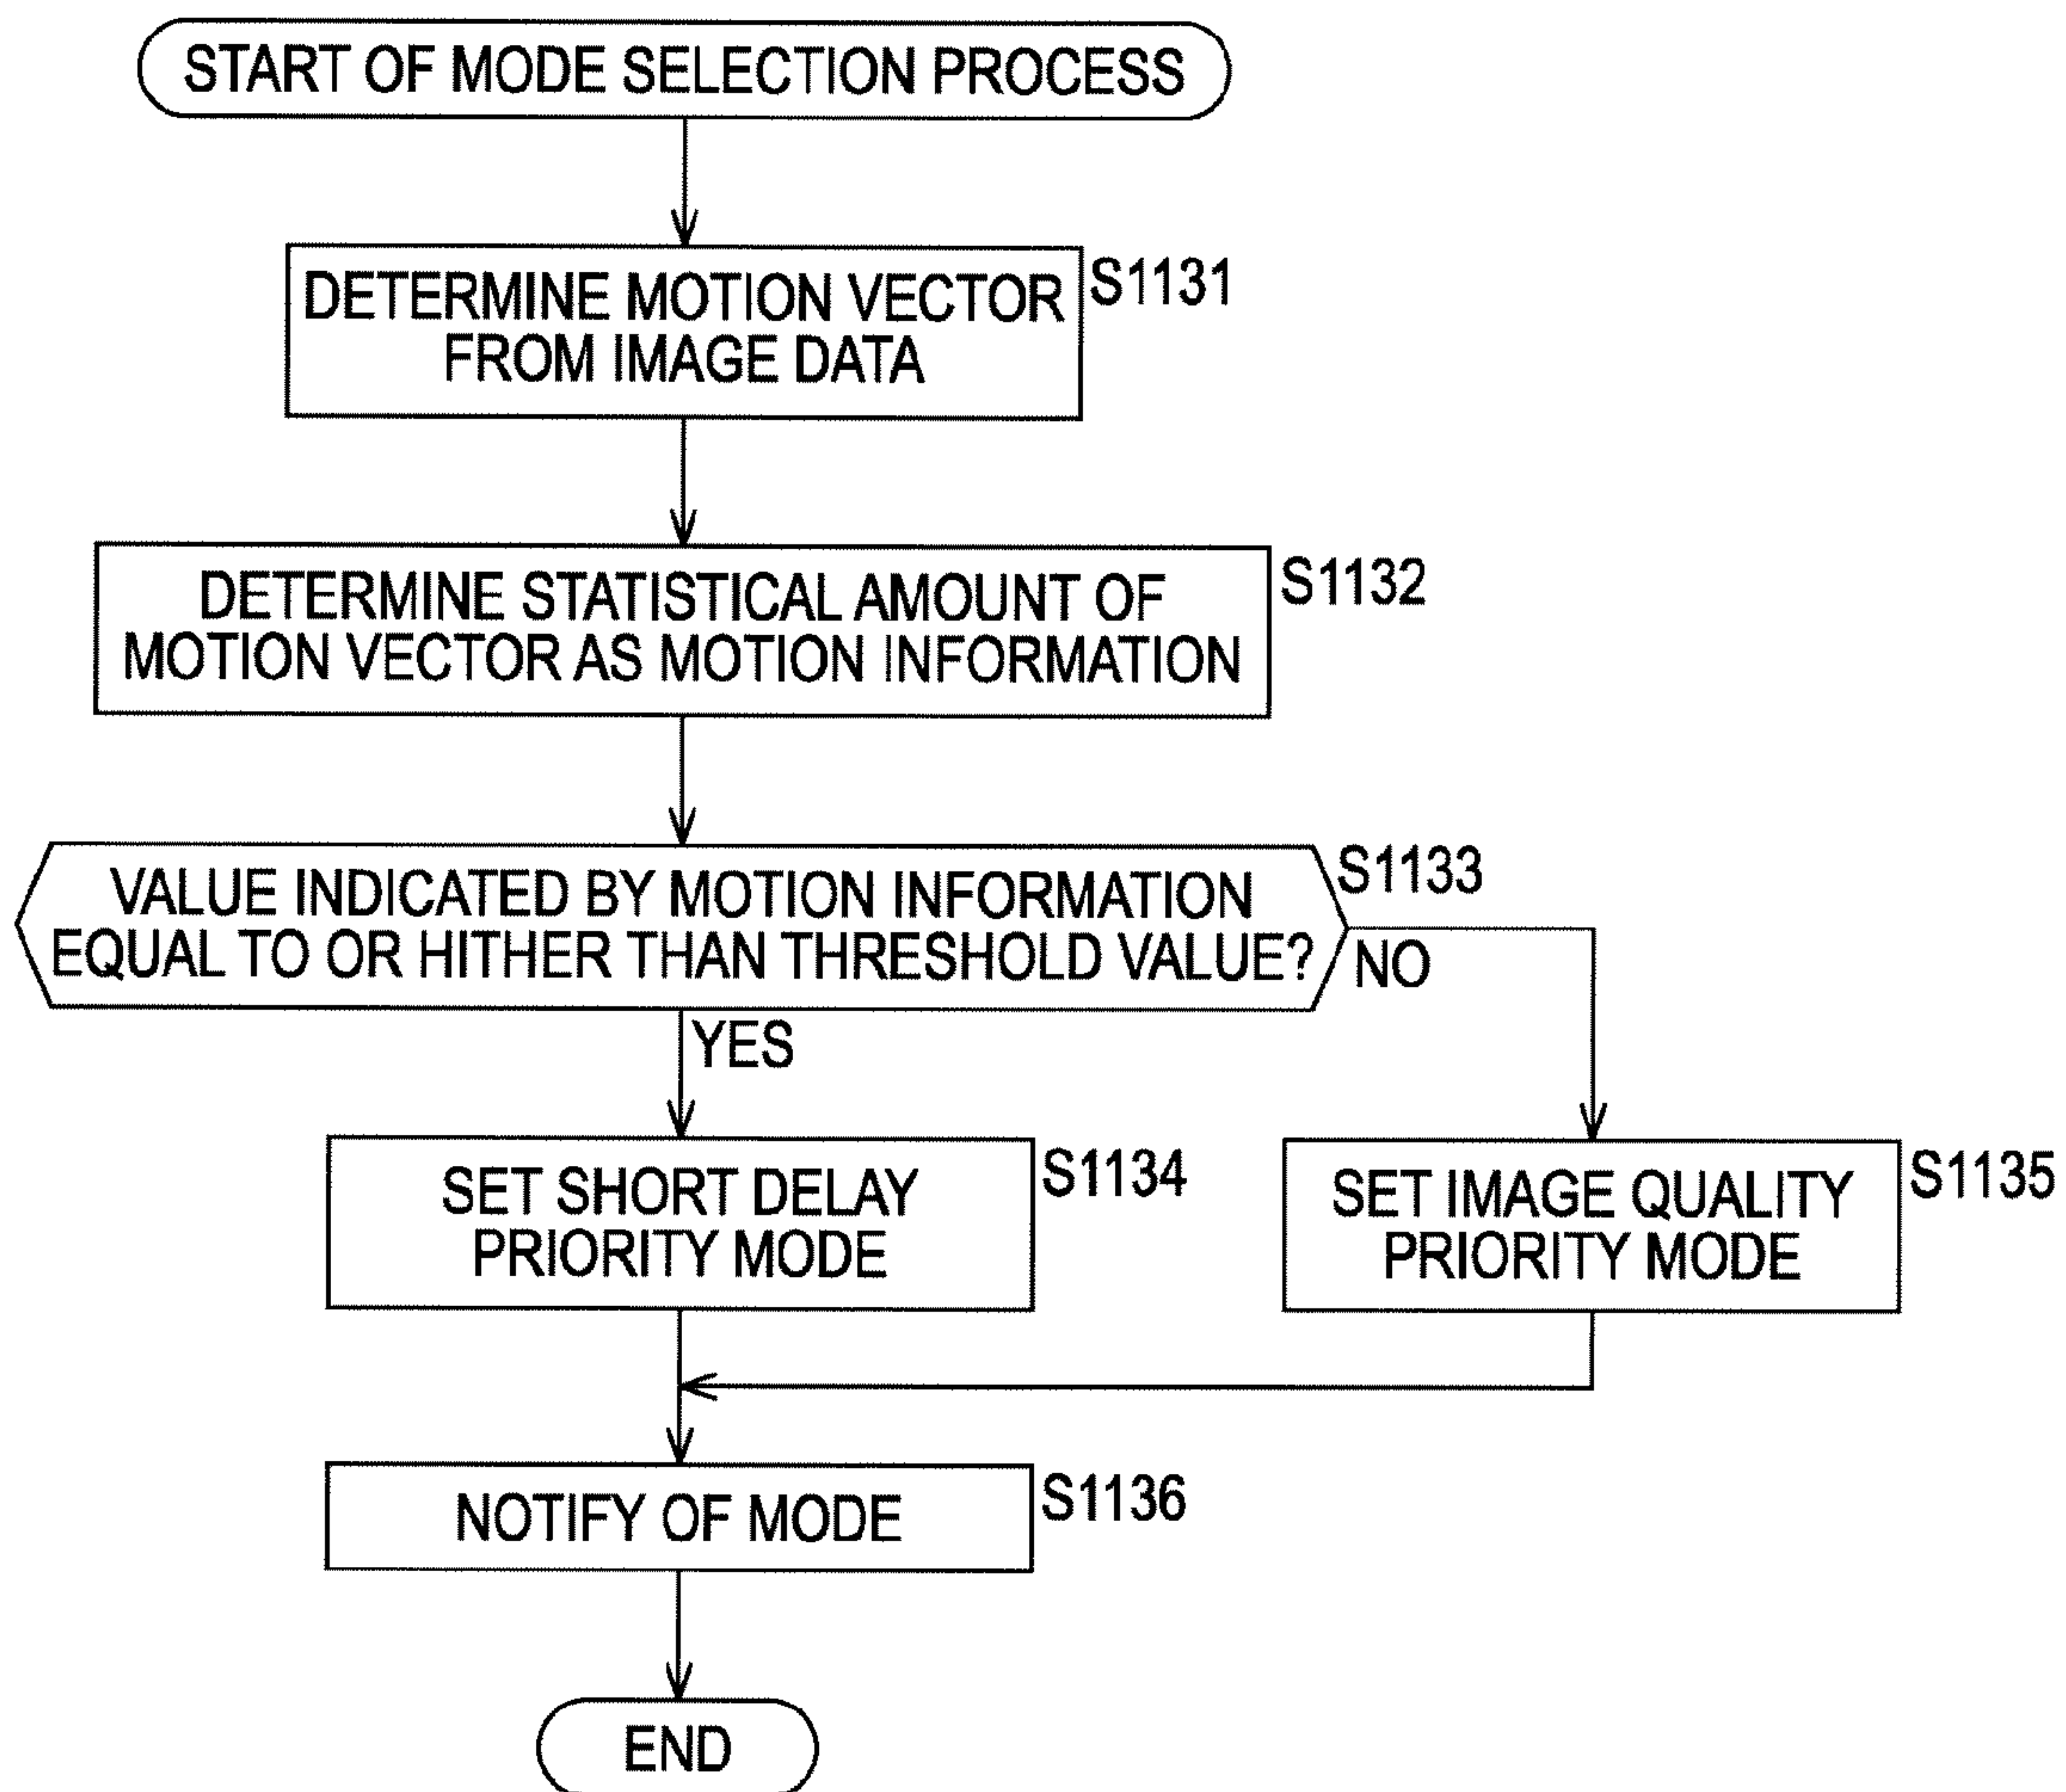 START OF MODE SELECTION PROCESS
DETERMINE MOTION VECTOR
FROM IMAGE DATA
S1131
DETERMINE STATISTICAL AMOUNT OF
MOTION VECTOR AS MOTION INFORMATION
S1132
VALUE INDICATED BY MOTION INFORMATION
EQUAL TO OR HITHER THAN THRESHOLD VALUE?
S1133
NO
YES
SET SHORT DELAY
PRIORITY MODE
S1134
SET IMAGE QUALITY
PRIORITY MODE
S1135
NOTIFY OF MODE
S1136
END